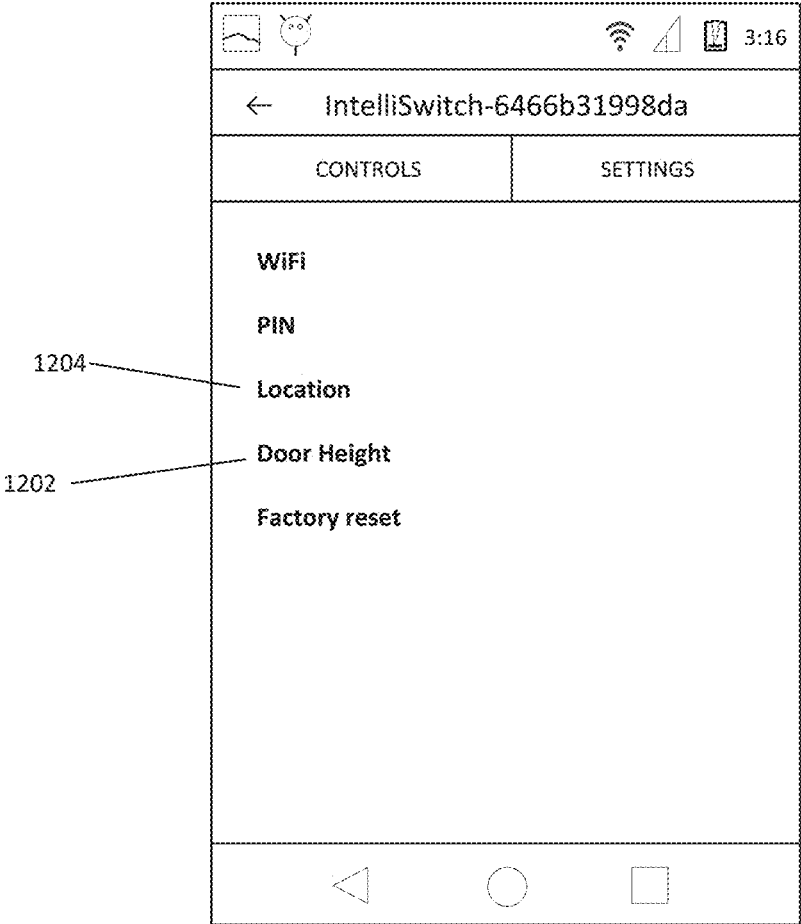 3:16
IntelliSwitch-6466b31998da
CONTROLS SETTINGS
WiFi
PIN
1204 Location
Door Height
1202
Factory reset